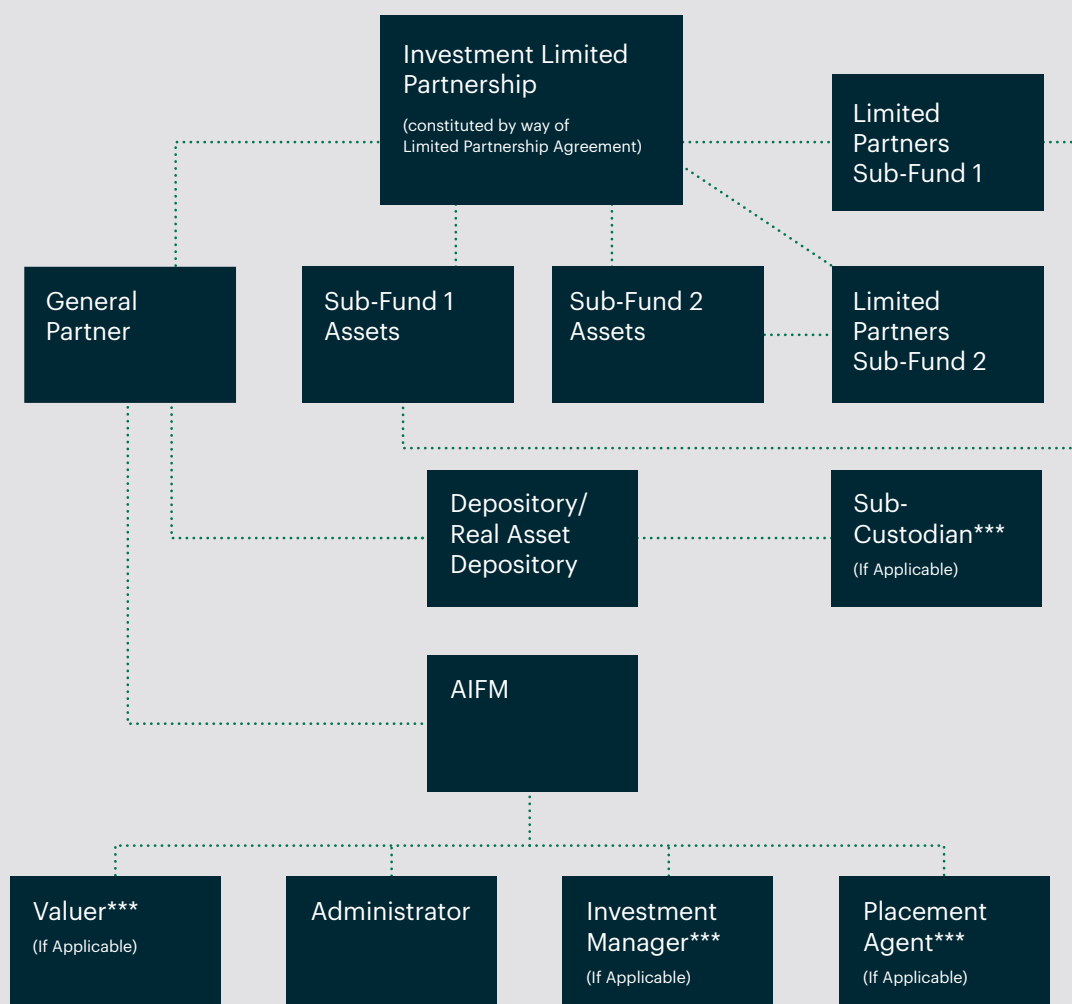 Investment Limited
Partnership
(constituted by way of
Limited Partnership Agreement)
Limited
Partners
Sub-Fund 1
General
Partner
Sub-Fund 1
Assets
Sub-Fund 2
Assets
Limited
Partners
Sub-Fund 2
Depository/
Real Asset
Depository
Sub-
Custodian***
(If Applicable)
AIFM
Valuer***
(If Applicable)
Administrator
Investment
Manager***
(If Applicable)
Placement
Agent***
(If Applicable)